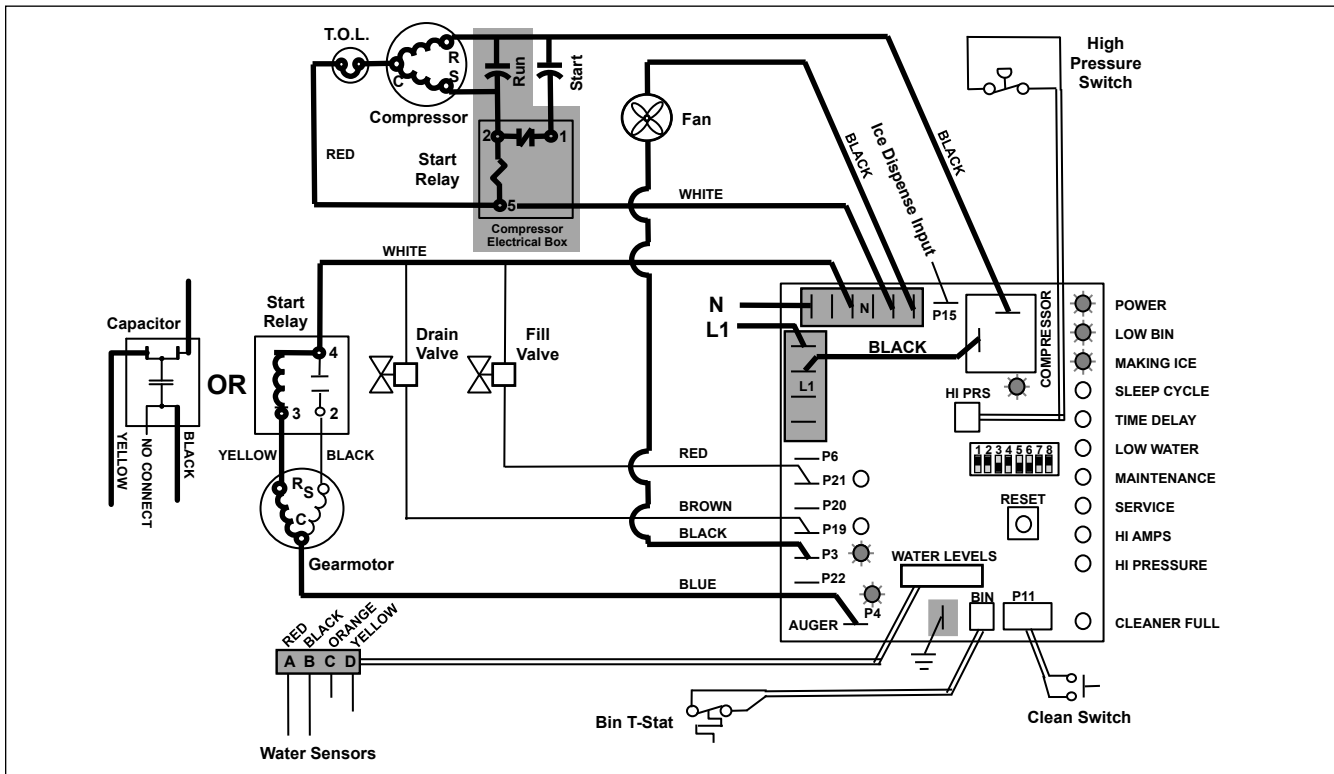 T.O.L.
R
S
C
Compressor
RED
Run
Start
2
1
5
Start
Relay
Compressor
Electrical Box
WHITE
Fan
BLACK
Ice Dispense Input
BLACK
High
Pressure
Switch
WHITE
Capacitor
YELLOW
NO CONNECT
BLACK
OR
Start
Relay
4
3
2
YELLOW
BLACK
R
S
C
Gearmotor
Drain
Valve
Fill
Valve
RED
BROWN
BLACK
BLUE
N
L1
N
P15
L1
BLACK
COMPRESSOR
HI PRS
1 2 3 4 5 6 7 8
RESET
P6
P21
P20
P19
P3
P22
P4
AUGER
WATER LEVELS
BIN
P11
POWER
LOW BIN
MAKING ICE
SLEEP CYCLE
TIME DELAY
LOW WATER
MAINTENANCE
SERVICE
HI AMPS
HI PRESSURE
CLEANER FULL
RED
BLACK
ORANGE
YELLOW
A B C D
Water Sensors
Bin T-Stat
Clean Switch